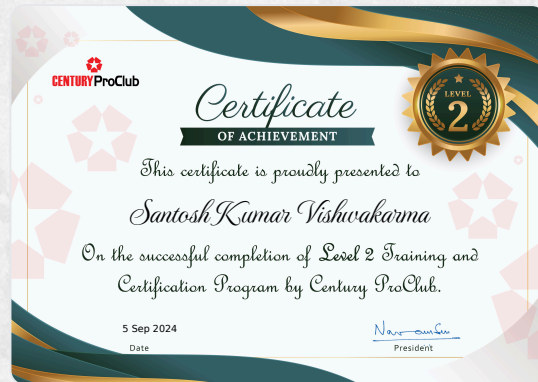 CENTURY ProClub
Certificate
OF ACHIEVEMENT
LEVEL
2
This certificate is proudly presented to
Santosh Kumar Vishwakarma
On the successful completion of Level 2 Training and
Certification Program by Century ProClub.
5 Sep 2024
Date
President